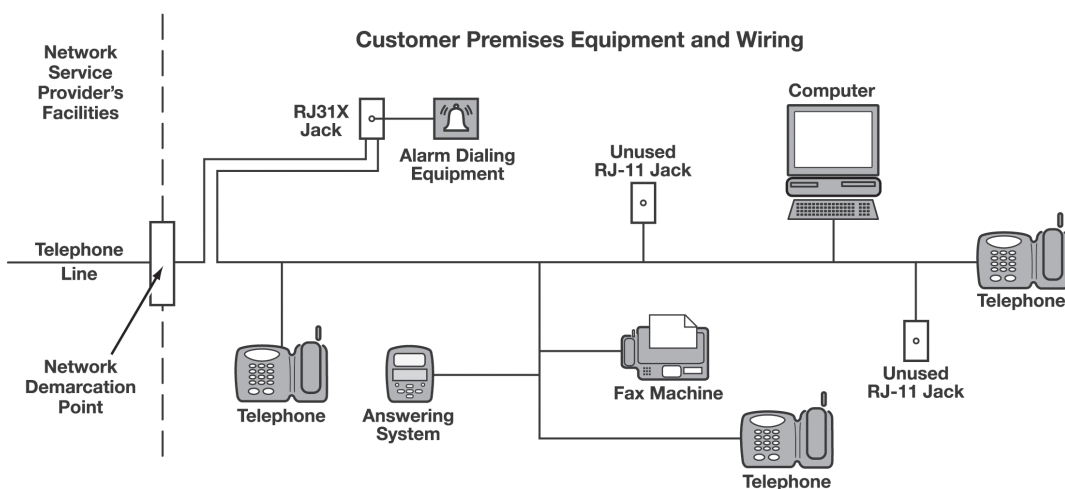 Customer Premises Equipment and Wiring
Network
Service
Provider's
Facilities
RJ31X
Jack
Alarm Dialing
Equipment
Unused
RJ-11 Jack
Computer
Telephone
Line
Network
Demarcation
Point
Telephone
Answering
System
Fax Machine
Telephone
Unused
RJ-11 Jack
Telephone